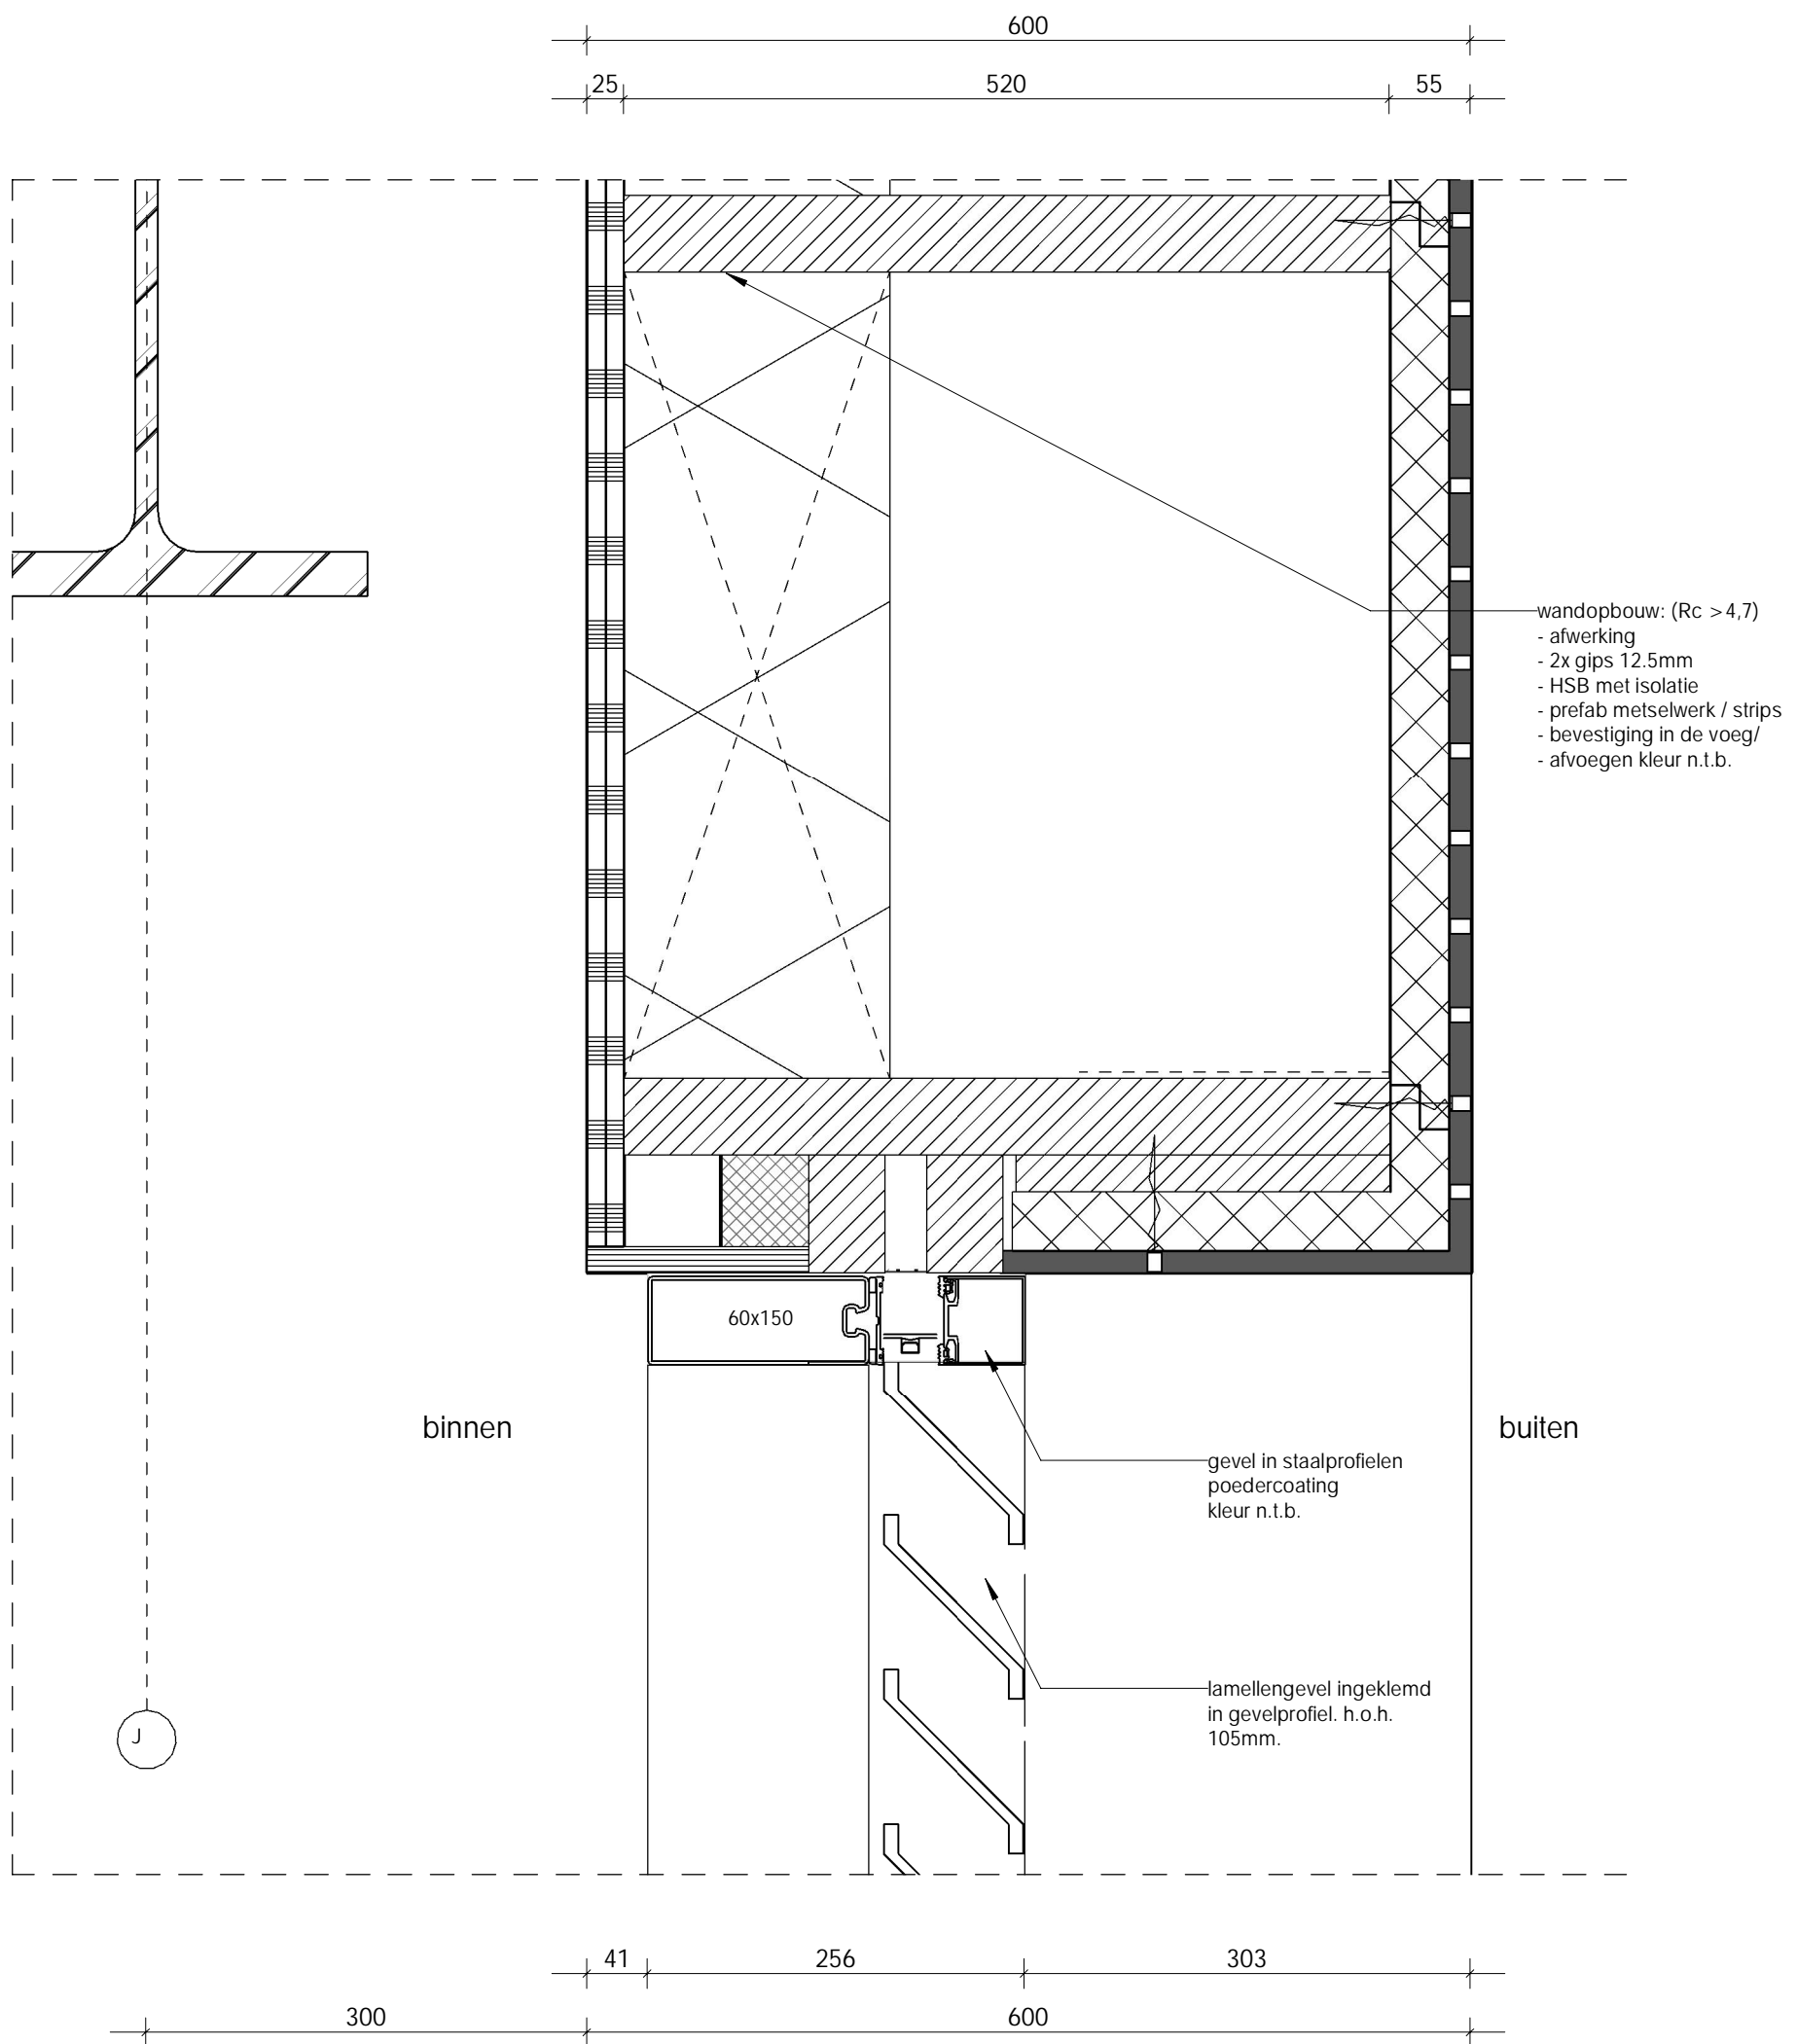 600
25 520 55
wandopbouw: (Rc >4,7)
- afwerking
- 2x gips 12.5mm
- HSB met isolatie
- prefab metselwerk / strips
- bevestiging in de voeg/
- afvoegen kleur n.t.b.
60x150
binnen
buiten
gevel in staalprofielen
poedercoating
kleur n.t.b.
lamellengevel ingeklemd
in gevelprofiel. h.o.h.
105mm.
J
41 256 303
300 600